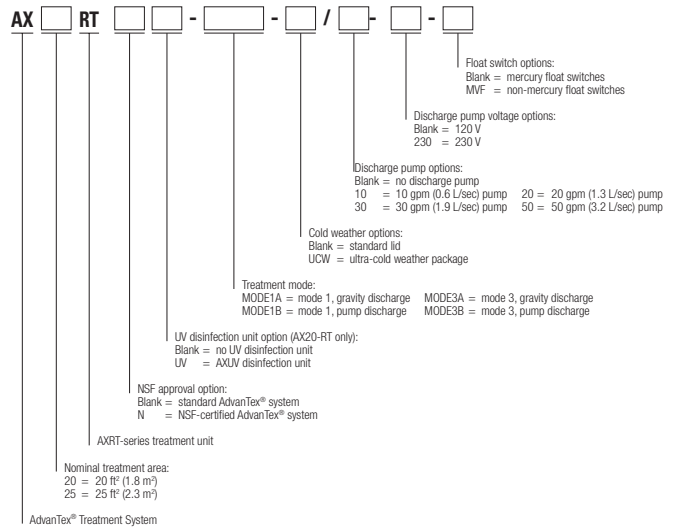 AX RT - - / - -
Float switch options:
Blank = mercury float switches
MVF = non-mercury float switches
Discharge pump voltage options:
Blank = 120 V
230 = 230 V
Discharge pump options:
Blank = no discharge pump
10 = 10 gpm (0.6 L/sec) pump 20 = 20 gpm (1.3 L/sec) pump
30 = 30 gpm (1.9 L/sec) pump 50 = 50 gpm (3.2 L/sec) pump
Cold weather options:
Blank = standard lid
UCW = ultra-cold weather package
Treatment mode:
MODE1A = mode 1, gravity discharge MODE3A = mode 3, gravity discharge
MODE1B = mode 1, pump discharge MODE3B = mode 3, pump discharge
UV disinfection unit option (AX20-RT only):
Blank = no UV disinfection unit
UV = AXUV disinfection unit
NSF approval option:
Blank = standard AdvanTex® system
N = NSF-certified AdvanTex® system
AXRT-series treatment unit
Nominal treatment area:
20 = 20 ft² (1.8 m²)
25 = 25 ft² (2.3 m²)
AdvanTex® Treatment System